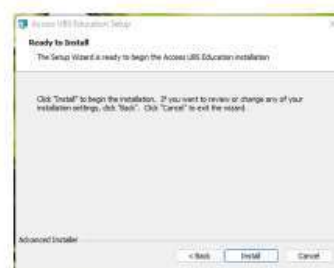 Access UBS Education Setup
Ready to Install
The Setup Wizard is ready to begin the Access UBS Education installation
Click "Install" to begin the installation. If you want to review or change any of your
installation settings, click "Back". Click "Cancel" to exit the wizard.
Advanced Installer
< Back Install Cancel